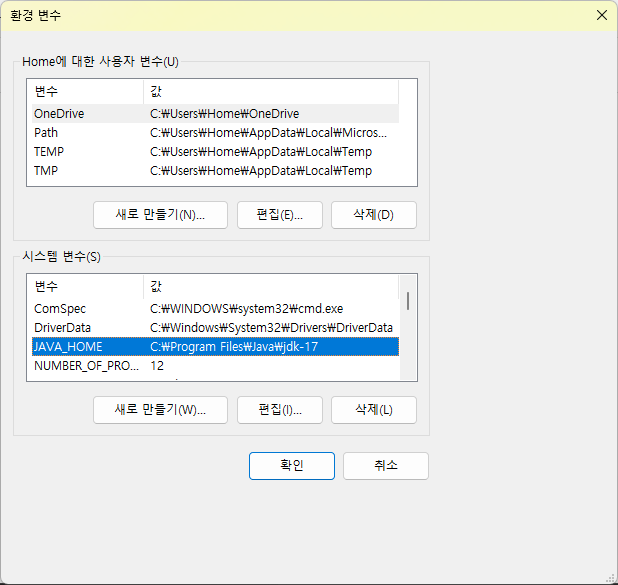 환경 변수
Home에 대한 사용자 변수(U)
변수 값
OneDrive C:₩Users₩Home₩OneDrive
Path C:₩Users₩Home₩AppData₩Local₩Micros...
TEMP C:₩Users₩Home₩AppData₩Local₩Temp
TMP C:₩Users₩Home₩AppData₩Local₩Temp
새로 만들기(N)... 편집(E)... 삭제(D)
시스템 변수(S)
변수 값
ComSpec C:₩WINDOWS₩system32₩cmd.exe
DriverData C:₩Windows₩System32₩Drivers₩DriverData
JAVA_HOME C:₩Program Files₩Java₩jdk-17
NUMBER_OF_PRO... 12
새로 만들기(W)... 편집(I)... 삭제(L)
확인 취소